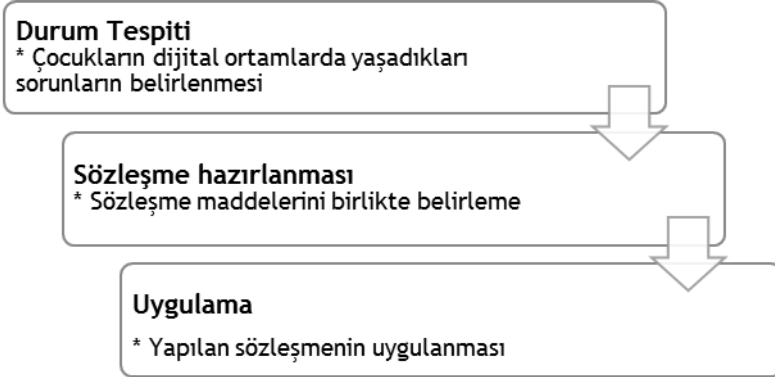 Durum Tespiti
* Çocukların dijital ortamlarda yaşadıkları
sorunların belirlenmesi
Sözleşme hazırlanması
* Sözleşme maddelerini birlikte belirleme
Uygulama
* Yapılan sözleşmenin uygulanması